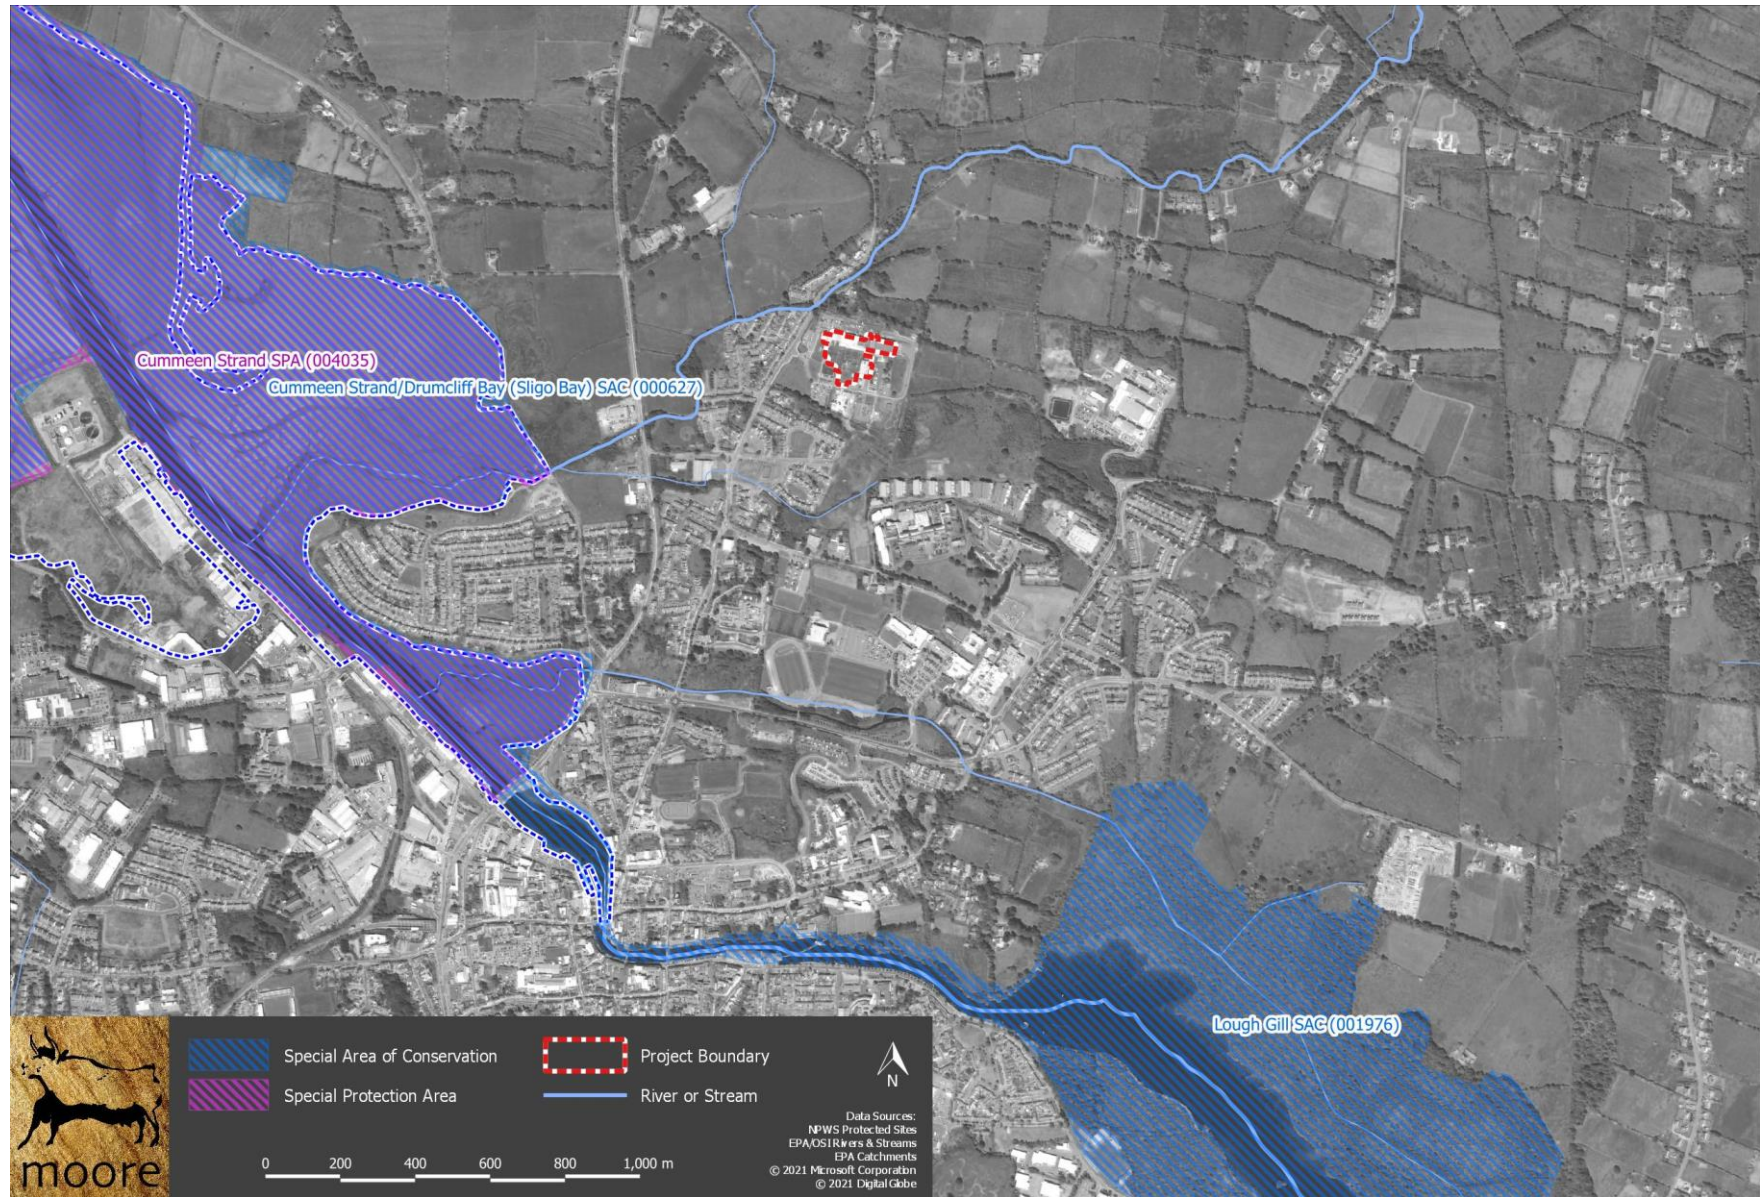 Cummeen Strand SPA (004035)
Cummeen Strand/Drumcliff Bay (Sligo Bay) SAC (000627)
Lough Gill SAC (001976)
Special Area of Conservation
Special Protection Area
Project Boundary
River or Stream
N
Data Sources:
NPWS Protected Sites
EPA/OSI Rivers & Streams
EPA Catchments
© 2021 Microsoft Corporation
© 2021 Digital Globe
0 200 400 600 800 1,000 m
moore